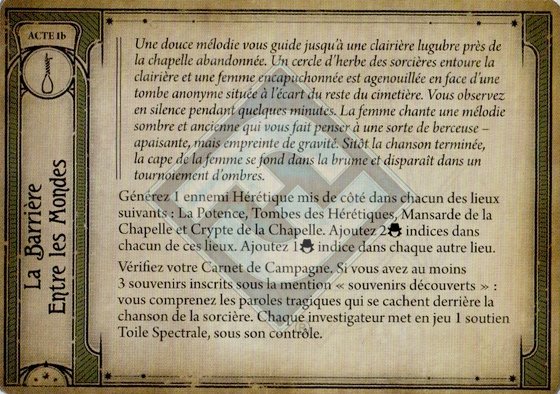 ACTE 1b
La Barrière
Entre les Mondes
Une douce mélodie vous guide jusqu'à une clairière lugubre près de
la chapelle abandonnée. Un cercle d'herbe des sorcières entoure la
clairière et une femme encapuchonnée est agenouillée en face d'une
tombe anonyme située à l'écart du reste du cimetière. Vous observez
en silence pendant quelques minutes. La femme chante une mélodie
sombre et ancienne qui vous fait penser à une sorte de berceuse –
apaisante, mais empreinte de gravité. Sitôt la chanson terminée,
la cape de la femme se fond dans la brume et disparaît dans un
tournoiement d'ombres.
Générez 1 ennemi Hérétique mis de côté dans chacun des lieux
suivants : La Potence, Tombes des Hérétiques, Mansarde de la
Chapelle et Crypte de la Chapelle. Ajoutez 2 indices dans
chacun de ces lieux. Ajoutez 1 indice dans chaque autre lieu.
Vérifiez votre Carnet de Campagne. Si vous avez au moins
3 souvenirs inscrits sous la mention « souvenirs découverts » :
vous comprenez les paroles tragiques qui se cachent derrière la
chanson de la sorcière. Chaque investigateur met en jeu 1 soutien
Toile Spectrale, sous son contrôle.